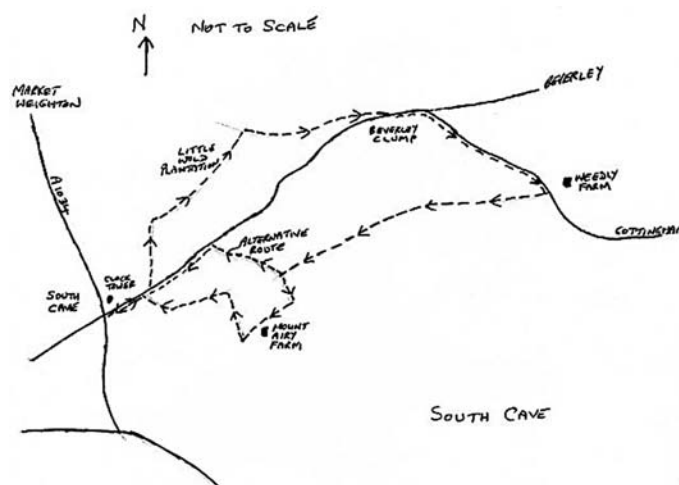 N
NOT TO SCALE
MARKET
WEIGHTON
A1034
BEVERLEY
LITTLE
WOLD
PLANTATION
BEVERLEY
CLUMP
WEEDLY
FARM
COTTINGHAM
ALTERNATIVE
ROUTE
CLOCK
TOWER
SOUTH
CAVE
MOUNT
AIRY
FARM
SOUTH CAVE